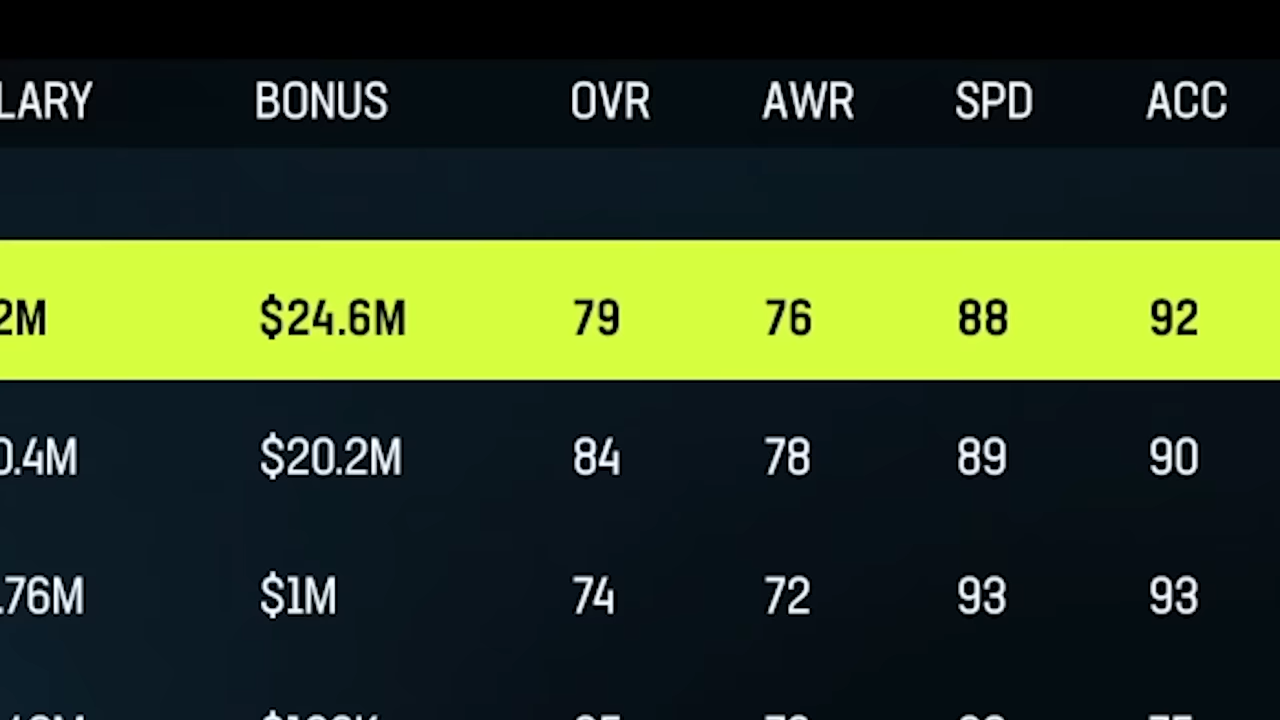 LARY BONUS OVR AWR SPD ACC
2M $24.6M 79 76 88 92
0.4M $20.2M 84 78 89 90
.76M $1M 74 72 93 93